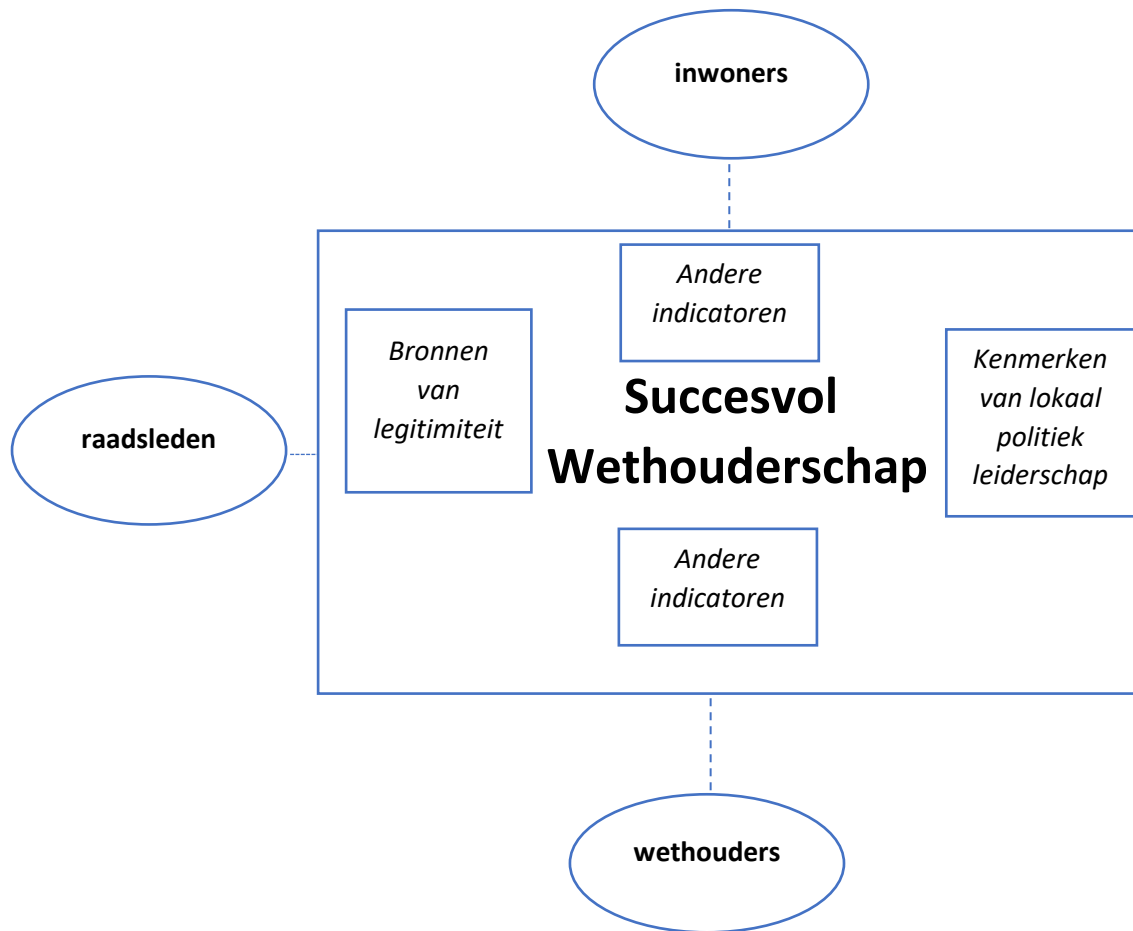 inwoners
Andere
indicatoren
Bronnen
van
legitimiteit
Kenmerken
van lokaal
politiek
leiderschap
Succesvol
Wethouderschap
raadsleden
Andere
indicatoren
wethouders